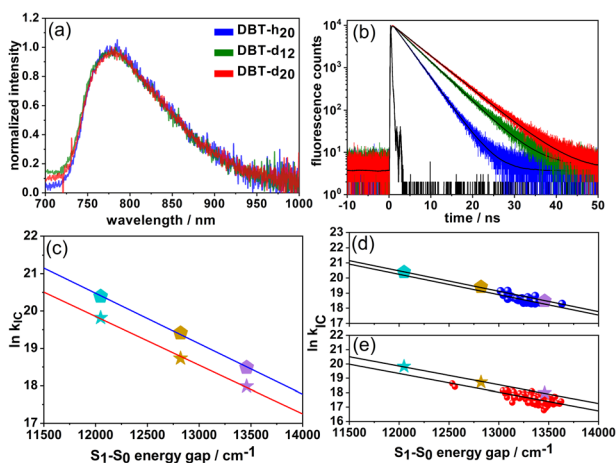 (a)
DBT-h20
DBT-d12
DBT-d20
normalized intensity
1.0
0.8
0.6
0.4
0.2
0.0
700 750 800 850 900 950 1000
wavelength / nm
(b)
fluorescence counts
10⁴
10³
10²
10¹
10⁰
-10 0 10 20 30 40 50
time / ns
(c)
ln kIC
22
21
20
19
18
17
11500 12000 12500 13000 13500 14000
S1-S0 energy gap / cm⁻¹
(d)
ln kIC
23
22
21
20
19
18
17
(e)
22
20
18
16
11500 12000 12500 13000 13500 14000
S1-S0 energy gap / cm⁻¹